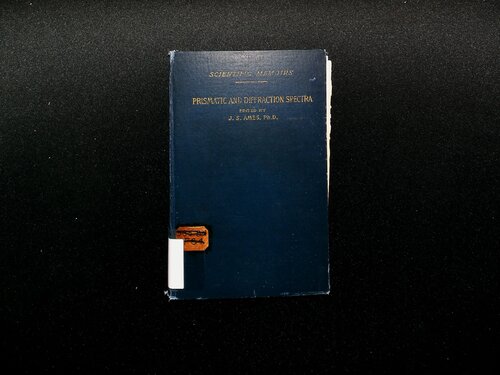 SCIENTIFIC MEMOIRS
PRISMATIC AND DIFFRACTION SPECTRA
EDITED BY
J. S. AMES, Ph.D.